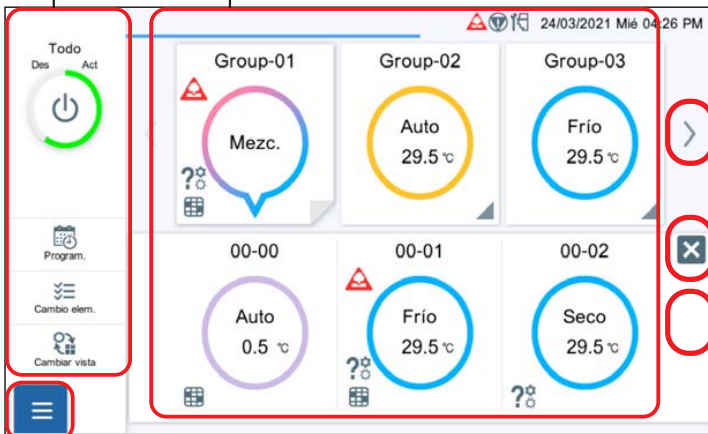 24/03/2021 Mié 04:26 PM
Todo
Des Act
Program.
Cambio elem.
Cambiar vista
Group-01 Group-02 Group-03
Mezc.
Auto
29.5 °C
Frío
29.5 °C
00-00 00-01 00-02
Auto
0.5 °C
Frío
29.5 °C
Seco
29.5 °C